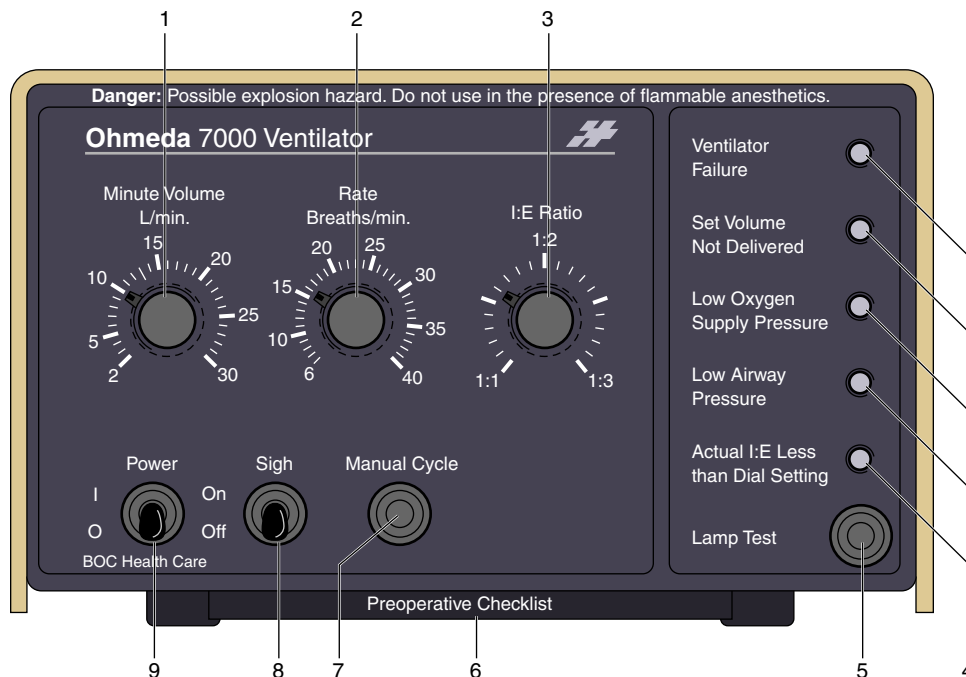 1 2 3
Danger: Possible explosion hazard. Do not use in the presence of flammable anesthetics.
Ohmeda 7000 Ventilator
Minute Volume
L/min.
2 5 10 15 20 25 30
Rate
Breaths/min.
6 10 15 20 25 30 35 40
I:E Ratio
1:1 1:2 1:3
Power
I
O
BOC Health Care
Sigh
On
Off
Manual Cycle
Ventilator
Failure
Set Volume
Not Delivered
Low Oxygen
Supply Pressure
Low Airway
Pressure
Actual I:E Less
than Dial Setting
Lamp Test
Preoperative Checklist
9 8 7 6 5 4